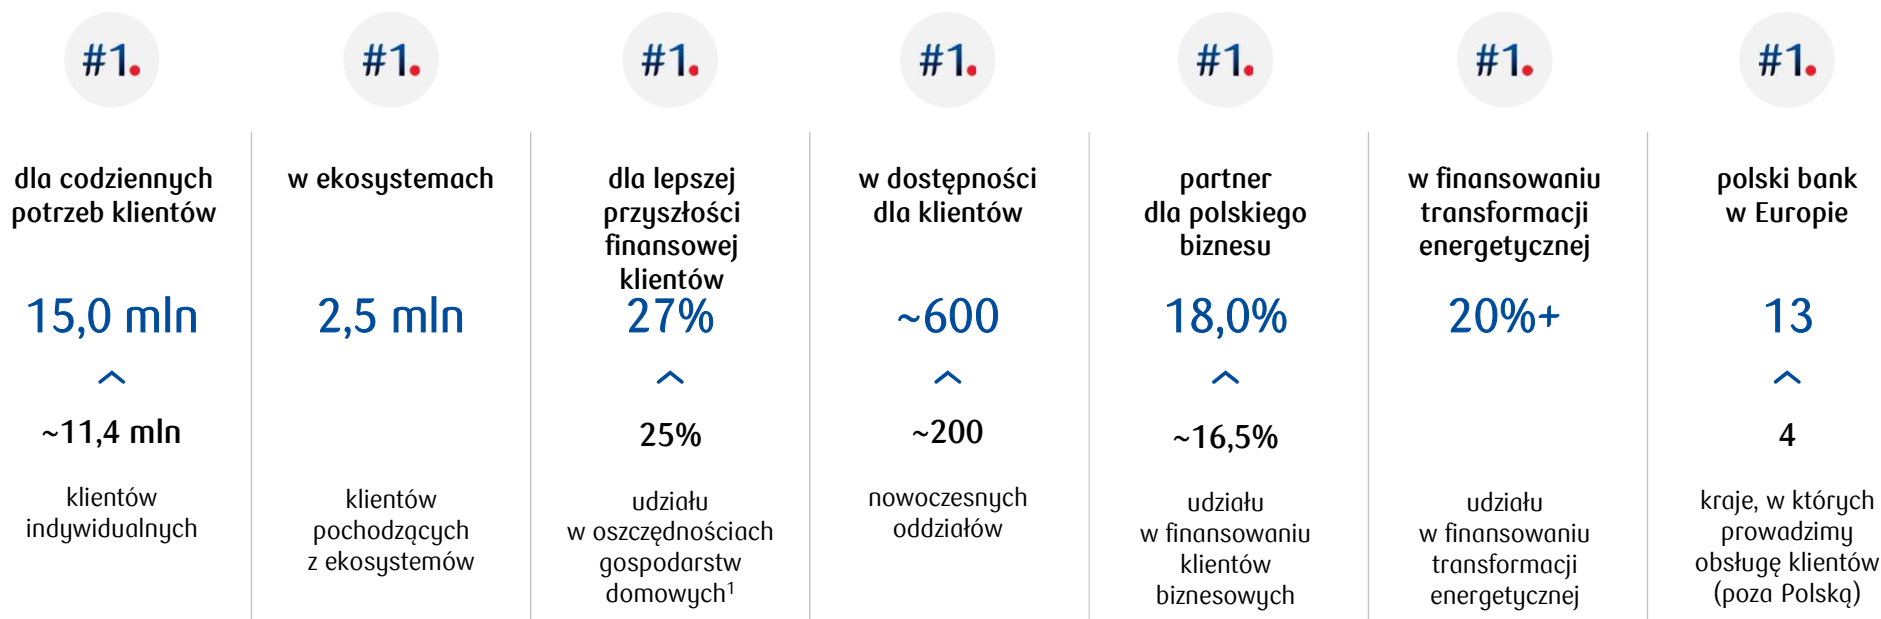 #1.
dla codziennych
potrzeb klientów
15,0 mln
~11,4 mln
klientów
indywidualnych
#1.
w ekosystemach
2,5 mln
klientów
pochodzących
z ekosystemów
#1.
dla lepszej
przyszłości
finansowej
klientów
27%
25%
udziału
w oszczędnościach
gospodarstw
domowych¹
#1.
w dostępności
dla klientów
~600
~200
nowoczesnych
oddziałów
#1.
partner
dla polskiego
biznesu
18,0%
~16,5%
udziału
w finansowaniu
klientów
biznesowych
#1.
w finansowaniu
transformacji
energetycznej
20%+
udziału
w finansowaniu
transformacji
energetycznej
#1.
polski bank
w Europie
13
4
kraje, w których
prowadzimy
obsługę klientów
(poza Polską)